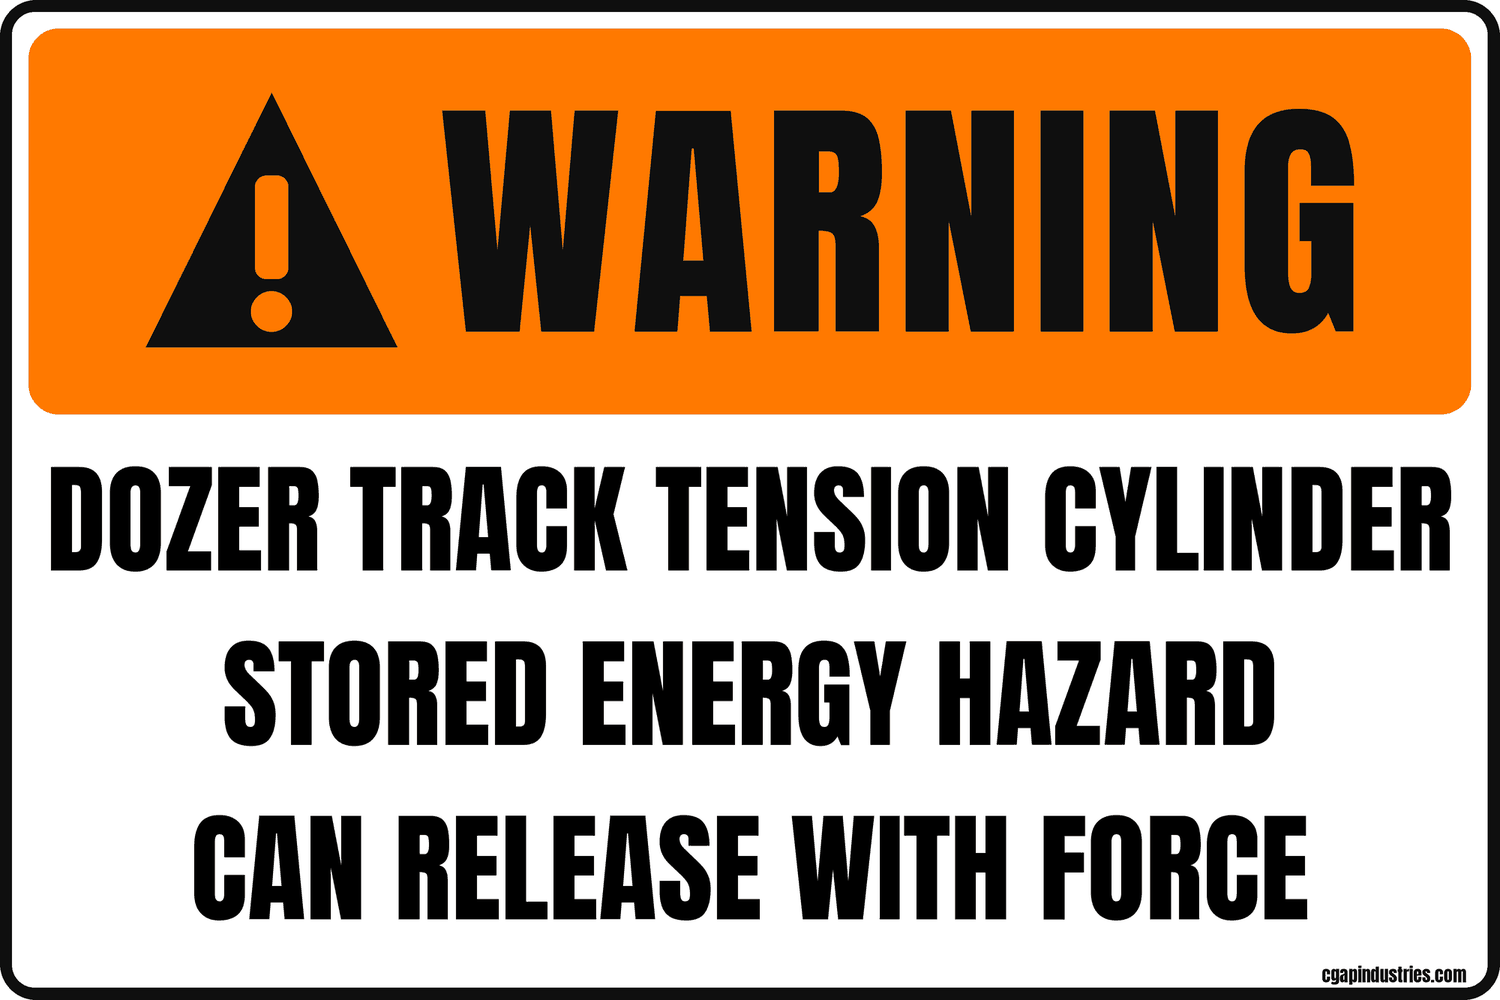 WARNING
DOZER TRACK TENSION CYLINDER
STORED ENERGY HAZARD
CAN RELEASE WITH FORCE
cgapindustries.com